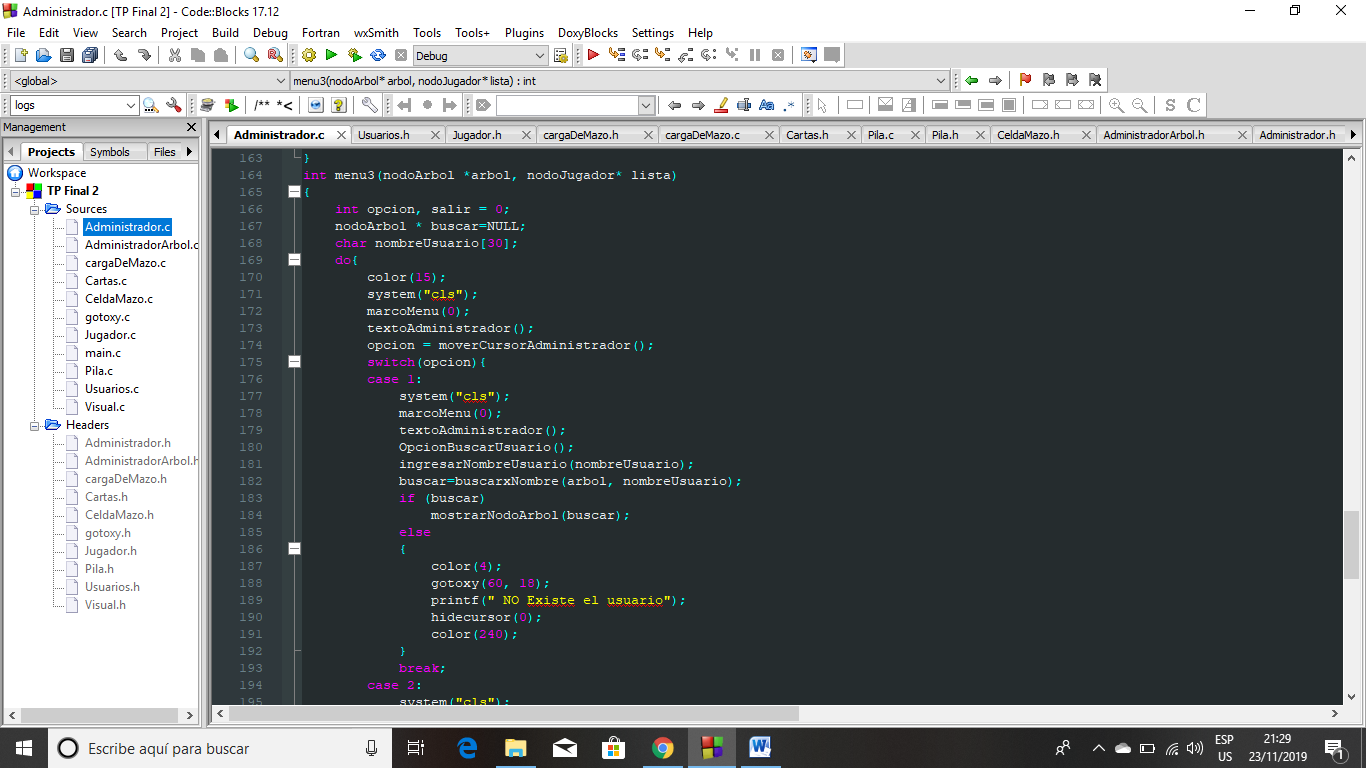 Administrador.c [TP Final 2] - Code::Blocks 17.12
File Edit View Search Project Build Debug Fortran wxSmith Tools Tools+ Plugins DoxyBlocks Settings Help
Debug
<global> menu3(nodoArbol* arbol, nodoJugador* lista) : int
logs /** *< Aa .* S C
Management
Projects Symbols Files
Workspace
TP Final 2
Sources
Administrador.c
AdministradorArbol.c
cargaDeMazo.c
Cartas.c
CeldaMazo.c
gotoxy.c
Jugador.c
main.c
Pila.c
Usuarios.c
Visual.c
Headers
Administrador.h
AdministradorArbol.h
cargaDeMazo.h
Cartas.h
CeldaMazo.h
gotoxy.h
Jugador.h
Pila.h
Usuarios.h
Visual.h
Administrador.c Usuarios.h Jugador.h cargaDeMazo.h cargaDeMazo.c Cartas.h Pila.c Pila.h CeldaMazo.h AdministradorArbol.h Administrador.h
163 }
164 int menu3(nodoArbol *arbol, nodoJugador* lista)
165 {
166 int opcion, salir = 0;
167 nodoArbol * buscar=NULL;
168 char nombreUsuario[30];
169 do{
170 color(15);
171 system("cls");
172 marcoMenu(0);
173 textoAdministrador();
174 opcion = moverCursorAdministrador();
175 switch(opcion){
176 case 1:
177 system("cls");
178 marcoMenu(0);
179 textoAdministrador();
180 OpcionBuscarUsuario();
181 ingresarNombreUsuario(nombreUsuario);
182 buscar=buscarxNombre(arbol, nombreUsuario);
183 if (buscar)
184 mostrarNodoArbol(buscar);
185 else
186 {
187 color(4);
188 gotoxy(60, 18);
189 printf(" NO Existe el usuario");
190 hidecursor(0);
191 color(240);
192 }
193 break;
194 case 2:
195 system("cls");
Escribe aquí para buscar
ESP
US
21:29
23/11/2019
1